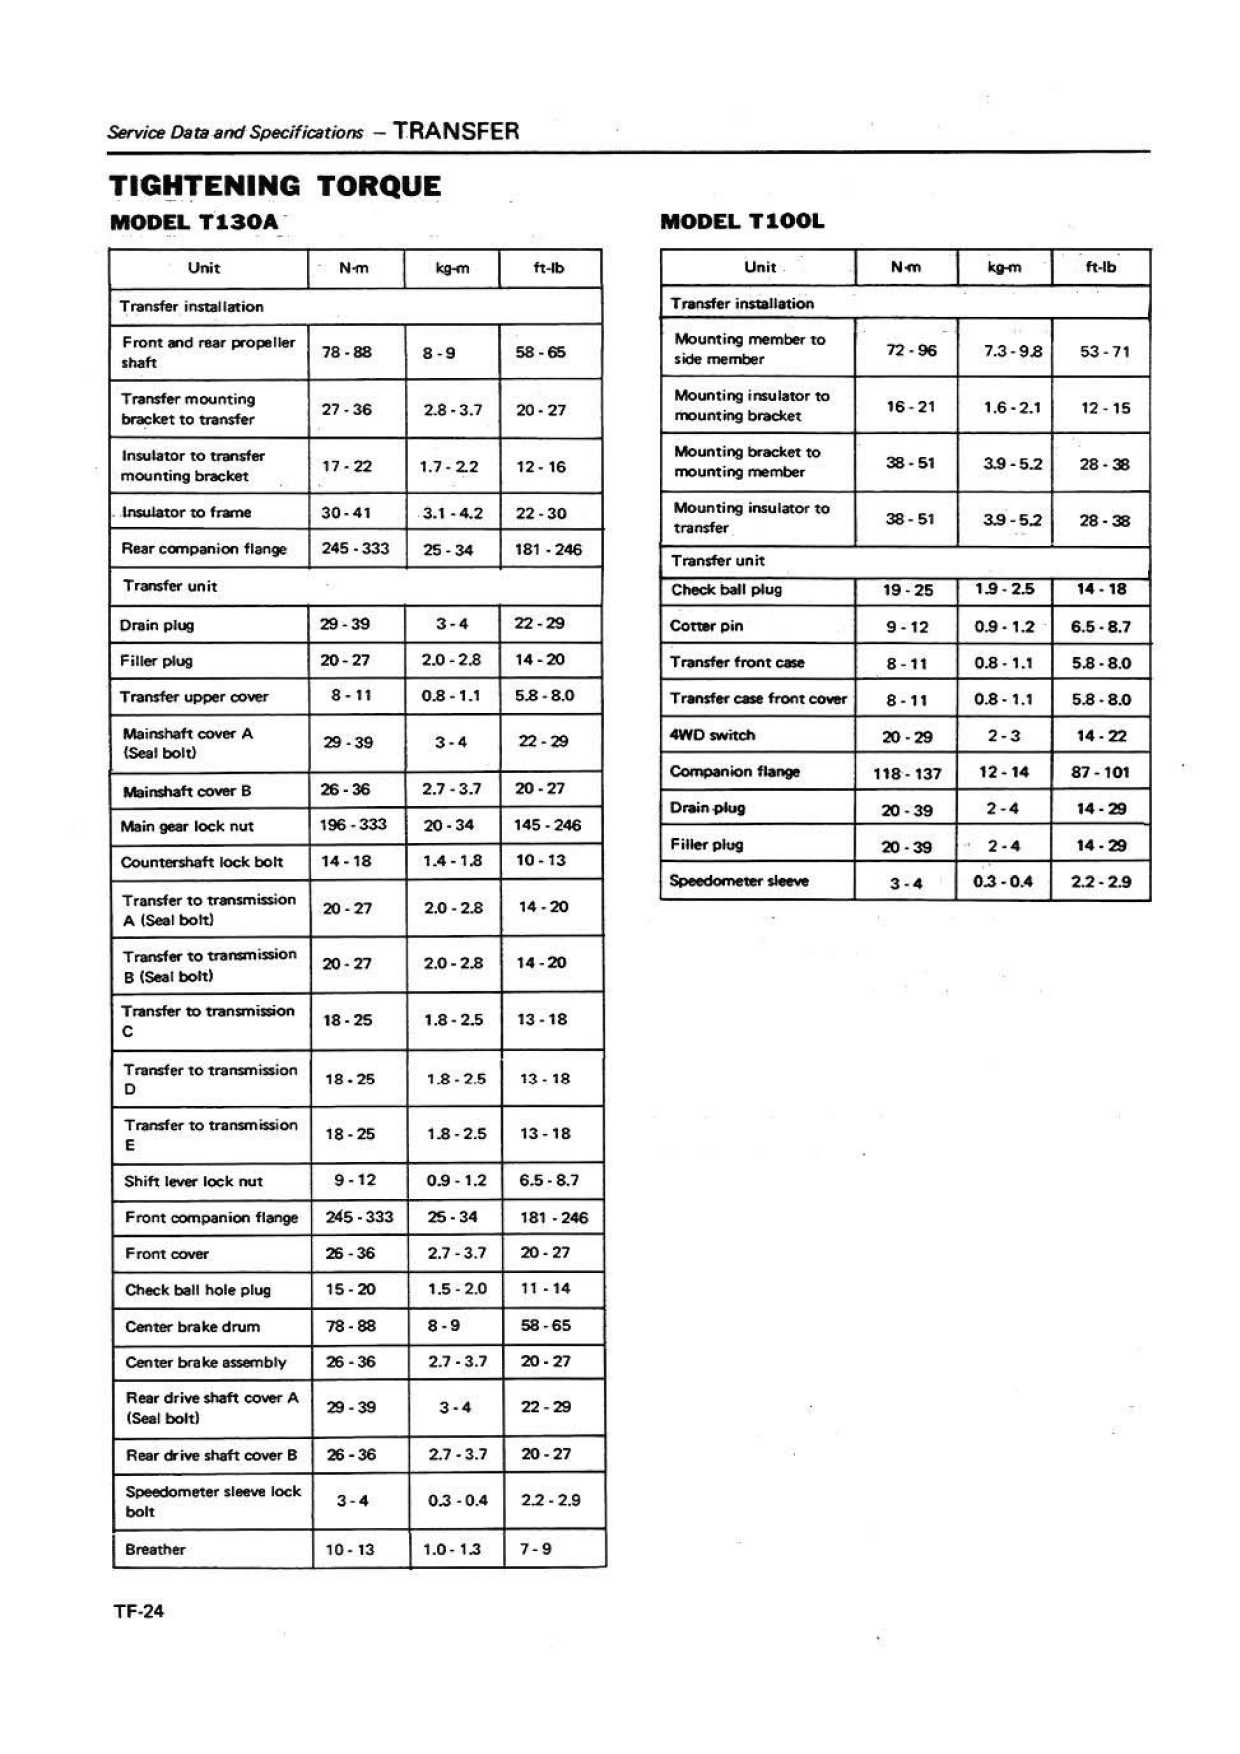 Service Data and Specifications – TRANSFER
TIGHTENING TORQUE
MODEL T130A
Unit N·m kg-m ft-lb
Transfer installation
Front and rear propeller
shaft 78 - 88 8 - 9 58 - 65
Transfer mounting
bracket to transfer 27 - 36 2.8 - 3.7 20 - 27
Insulator to transfer
mounting bracket 17 - 22 1.7 - 2.2 12 - 16
Insulator to frame 30 - 41 3.1 - 4.2 22 - 30
Rear companion flange 245 - 333 25 - 34 181 - 246
Transfer unit
Drain plug 29 - 39 3 - 4 22 - 29
Filler plug 20 - 27 2.0 - 2.8 14 - 20
Transfer upper cover 8 - 11 0.8 - 1.1 5.8 - 8.0
Mainshaft cover A
(Seal bolt) 29 - 39 3 - 4 22 - 29
Mainshaft cover B 26 - 36 2.7 - 3.7 20 - 27
Main gear lock nut 196 - 333 20 - 34 145 - 246
Countershaft lock bolt 14 - 18 1.4 - 1.8 10 - 13
Transfer to transmission
A (Seal bolt) 20 - 27 2.0 - 2.8 14 - 20
Transfer to transmission
B (Seal bolt) 20 - 27 2.0 - 2.8 14 - 20
Transfer to transmission
C 18 - 25 1.8 - 2.5 13 - 18
Transfer to transmission
D 18 - 25 1.8 - 2.5 13 - 18
Transfer to transmission
E 18 - 25 1.8 - 2.5 13 - 18
Shift lever lock nut 9 - 12 0.9 - 1.2 6.5 - 8.7
Front companion flange 245 - 333 25 - 34 181 - 246
Front cover 26 - 36 2.7 - 3.7 20 - 27
Check ball hole plug 15 - 20 1.5 - 2.0 11 - 14
Center brake drum 78 - 88 8 - 9 58 - 65
Center brake assembly 26 - 36 2.7 - 3.7 20 - 27
Rear drive shaft cover A
(Seal bolt) 29 - 39 3 - 4 22 - 29
Rear drive shaft cover B 26 - 36 2.7 - 3.7 20 - 27
Speedometer sleeve lock
bolt 3 - 4 0.3 - 0.4 2.2 - 2.9
Breather 10 - 13 1.0 - 1.3 7 - 9
MODEL T100L
Unit N·m kg-m ft-lb
Transfer installation
Mounting member to
side member 72 - 96 7.3 - 9.8 53 - 71
Mounting insulator to
mounting bracket 16 - 21 1.6 - 2.1 12 - 15
Mounting bracket to
mounting member 38 - 51 3.9 - 5.2 28 - 38
Mounting insulator to
transfer 38 - 51 3.9 - 5.2 28 - 38
Transfer unit
Check ball plug 19 - 25 1.9 - 2.5 14 - 18
Cotter pin 9 - 12 0.9 - 1.2 6.5 - 8.7
Transfer front case 8 - 11 0.8 - 1.1 5.8 - 8.0
Transfer case front cover 8 - 11 0.8 - 1.1 5.8 - 8.0
4WD switch 20 - 29 2 - 3 14 - 22
Companion flange 118 - 137 12 - 14 87 - 101
Drain plug 20 - 39 2 - 4 14 - 29
Filler plug 20 - 39 2 - 4 14 - 29
Speedometer sleeve 3 - 4 0.3 - 0.4 2.2 - 2.9
TF-24